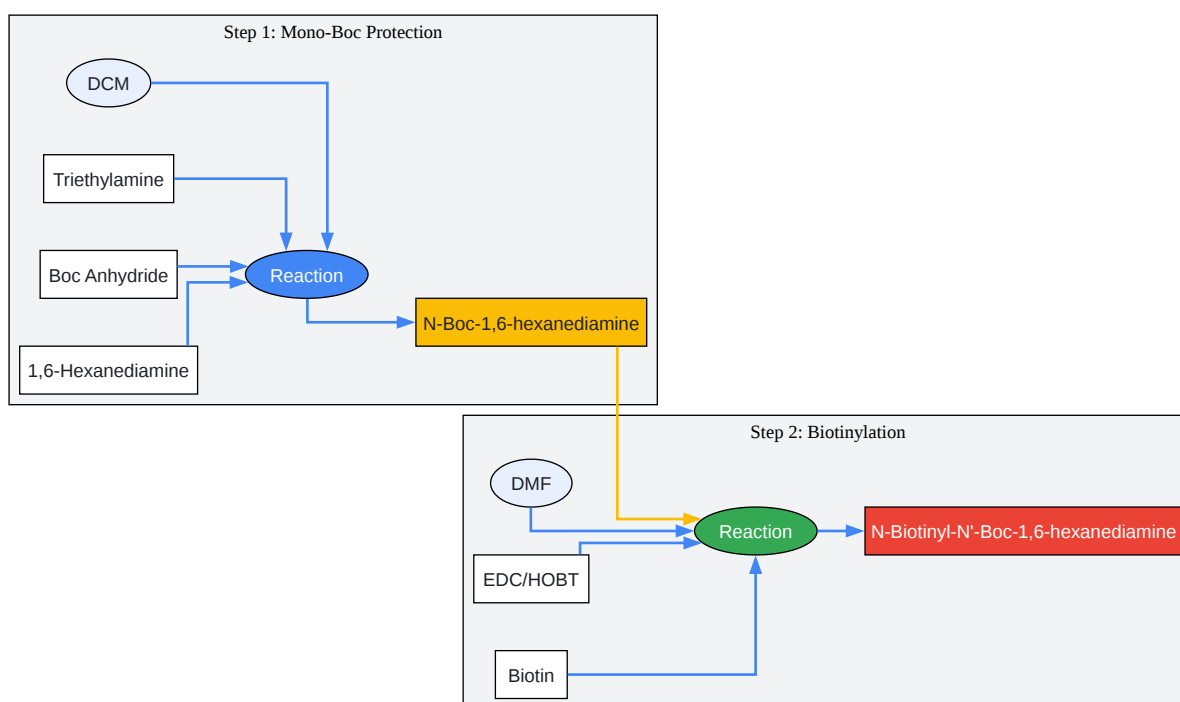 Step 1: Mono-Boc Protection
DCM
Triethylamine
Boc Anhydride
Reaction
1,6-Hexanediamine
N-Boc-1,6-hexanediamine
Step 2: Biotinylation
DMF
EDC/HOBT
Biotin
Reaction
N-Biotinyl-N'-Boc-1,6-hexanediamine